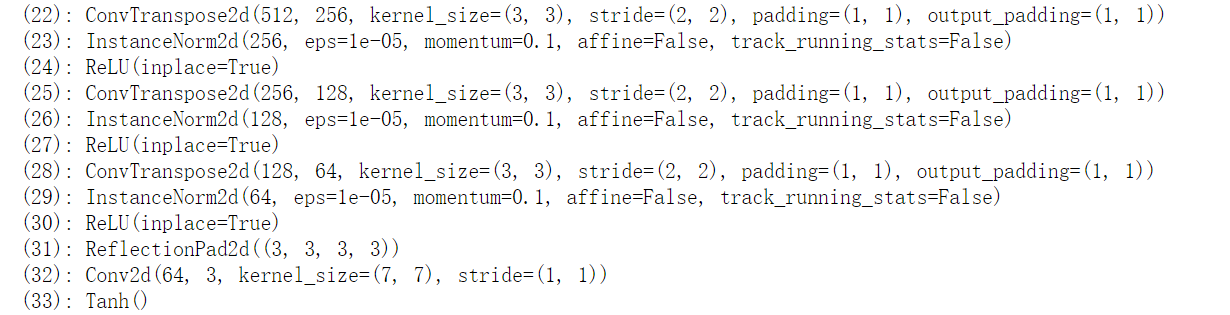 (22): ConvTranspose2d(512, 256, kernel_size=(3, 3), stride=(2, 2), padding=(1, 1), output_padding=(1, 1))
(23): InstanceNorm2d(256, eps=1e-05, momentum=0.1, affine=False, track_running_stats=False)
(24): ReLU(inplace=True)
(25): ConvTranspose2d(256, 128, kernel_size=(3, 3), stride=(2, 2), padding=(1, 1), output_padding=(1, 1))
(26): InstanceNorm2d(128, eps=1e-05, momentum=0.1, affine=False, track_running_stats=False)
(27): ReLU(inplace=True)
(28): ConvTranspose2d(128, 64, kernel_size=(3, 3), stride=(2, 2), padding=(1, 1), output_padding=(1, 1))
(29): InstanceNorm2d(64, eps=1e-05, momentum=0.1, affine=False, track_running_stats=False)
(30): ReLU(inplace=True)
(31): ReflectionPad2d((3, 3, 3, 3))
(32): Conv2d(64, 3, kernel_size=(7, 7), stride=(1, 1))
(33): Tanh()